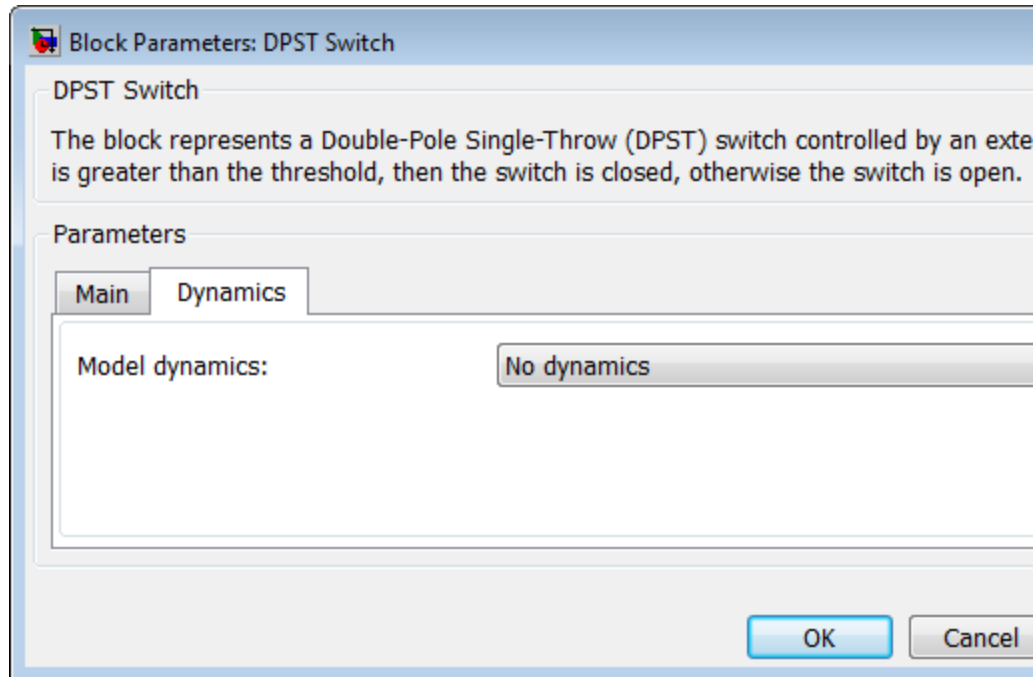 Block Parameters: DPST Switch
DPST Switch
The block represents a Double-Pole Single-Throw (DPST) switch controlled by an exte
is greater than the threshold, then the switch is closed, otherwise the switch is open.
Parameters
Main Dynamics
Model dynamics: No dynamics
OK Cancel